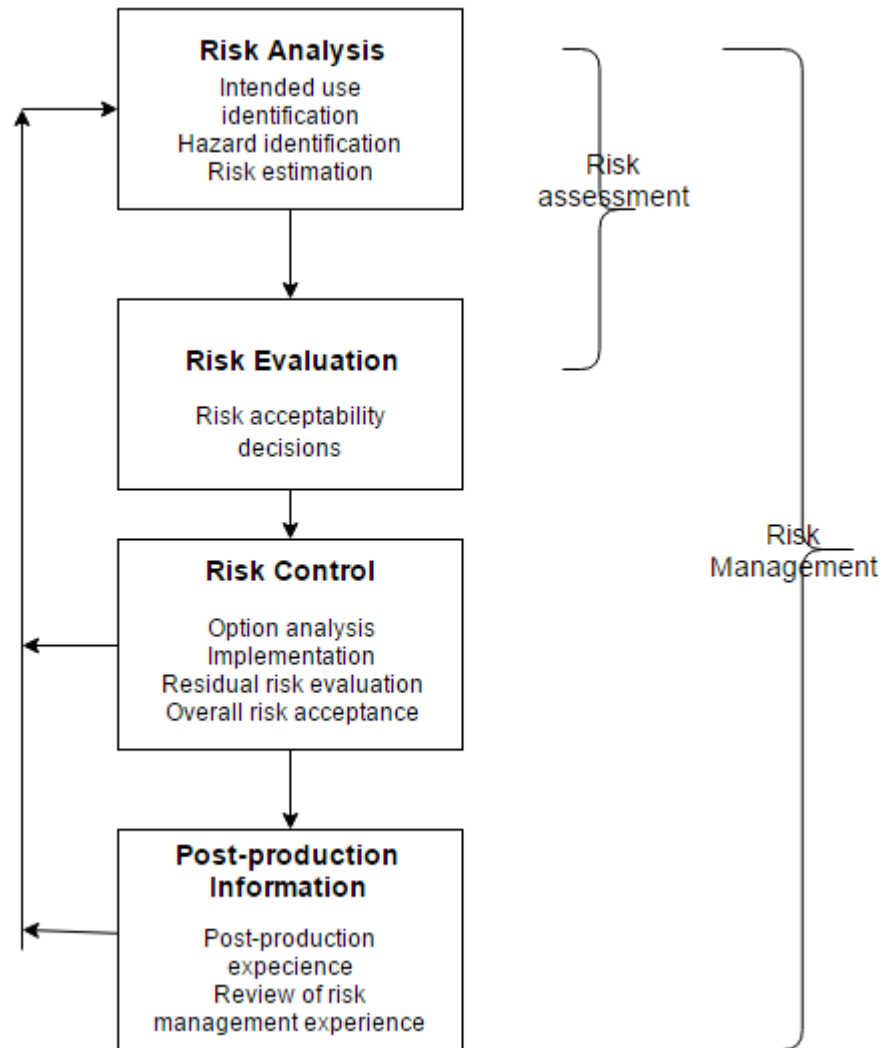 Risk Analysis
Intended use
identification
Hazard identification
Risk estimation
Risk
assessment
Risk Evaluation
Risk acceptability
decisions
Risk Control
Option analysis
Implementation
Residual risk evaluation
Overall risk acceptance
Risk
Management
Post-production
Information
Post-production
expecience
Review of risk
management experience